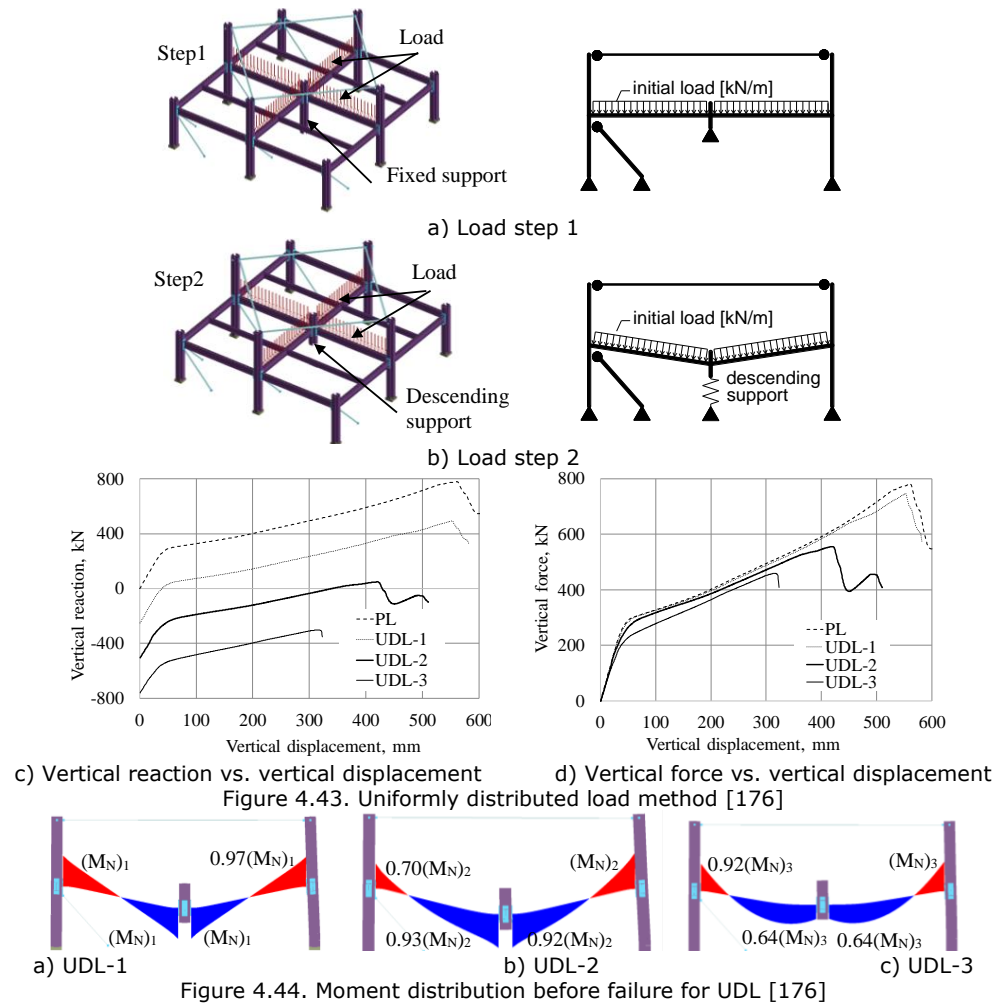 Step1
Load
Fixed support
initial load [kN/m]
a) Load step 1
Step2
Load
Descending
support
initial load [kN/m]
descending
support
b) Load step 2
Vertical reaction, kN
800
400
0
-400
-800
0 100 200 300 400 500 600
Vertical displacement, mm
PL
UDL-1
UDL-2
UDL-3
Vertical force, kN
800
600
400
200
0
0 100 200 300 400 500 600
Vertical displacement, mm
PL
UDL-1
UDL-2
UDL-3
c) Vertical reaction vs. vertical displacement
d) Vertical force vs. vertical displacement
Figure 4.43. Uniformly distributed load method [176]
(MN)1
0.97(MN)1
(MN)1
(MN)1
a) UDL-1
0.70(MN)2
(MN)2
0.93(MN)2
0.92(MN)2
b) UDL-2
0.92(MN)3
(MN)3
0.64(MN)3
0.64(MN)3
c) UDL-3
Figure 4.44. Moment distribution before failure for UDL [176]